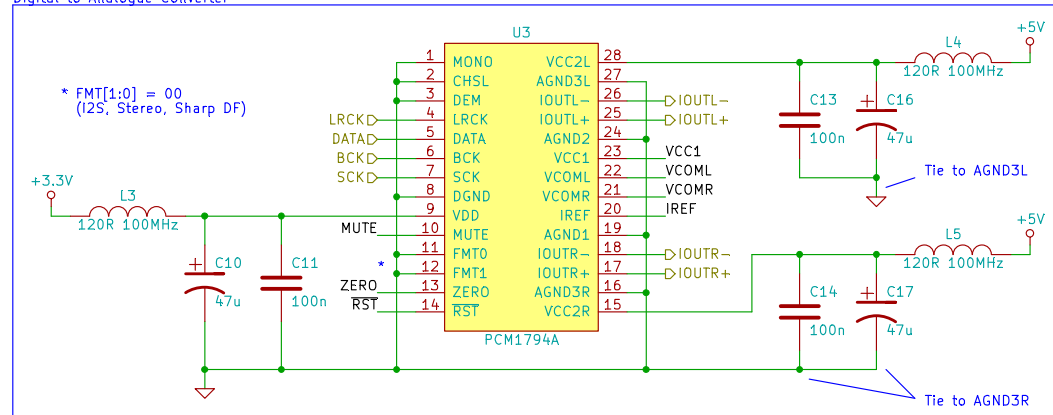 Digital to Analogue Converter
* FMT[1:0] = 00
(I2S, Stereo, Sharp DF)
U3
1 MONO
2 CHSL
3 DEM
LRCK 4 LRCK
DATA 5 DATA
BCK 6 BCK
SCK 7 SCK
8 DGND
9 VDD
MUTE 10 MUTE
11 FMT0
* 12 FMT1
ZERO 13 ZERO
RST 14 RST
VCC2L 28
AGND3L 27
IOUTL- 26 IOUTL-
IOUTL+ 25 IOUTL+
AGND2 24
VCC1 23 VCC1
VCOML 22 VCOML
VCOMR 21 VCOMR
IREF 20 IREF
AGND1 19
IOUTR- 18 IOUTR-
IOUTR+ 17 IOUTR+
AGND3R 16
VCC2R 15
PCM1794A
+3.3V
L3
120R 100MHz
C10
47u
C11
100n
+5V
L4
120R 100MHz
C13
100n
C16
47u
Tie to AGND3L
+5V
L5
120R 100MHz
C14
100n
C17
47u
Tie to AGND3R